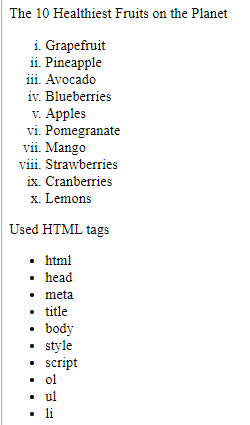 The 10 Healthiest Fruits on the Planet
i. Grapefruit
ii. Pineapple
iii. Avocado
iv. Blueberries
v. Apples
vi. Pomegranate
vii. Mango
viii. Strawberries
ix. Cranberries
x. Lemons
Used HTML tags
• html
• head
• meta
• title
• body
• style
• script
• ol
• ul
• li